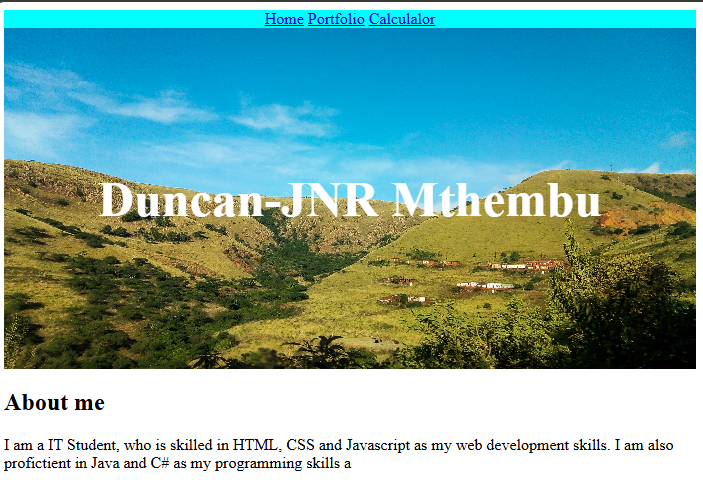 Home Portfolio Calculalor
Duncan-JNR Mthembu
About me
I am a IT Student, who is skilled in HTML, CSS and Javascript as my web development skills. I am also
profictient in Java and C# as my programming skills a